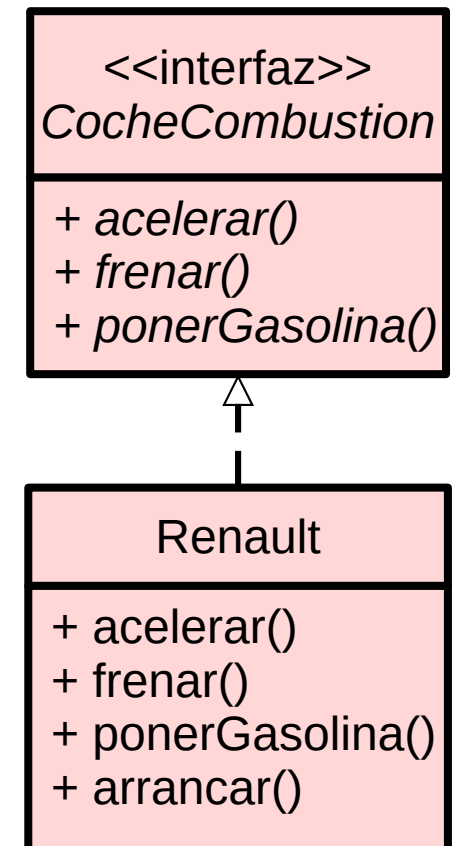 <<interfaz>>
CocheCombustion
+ acelerar()
+ frenar()
+ ponerGasolina()
Renault
+ acelerar()
+ frenar()
+ ponerGasolina()
+ arrancar()